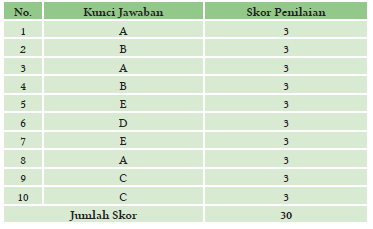 No. Kunci Jawaban Skor Penilaian
1 A 3
2 B 3
3 A 3
4 B 3
5 E 3
6 D 3
7 E 3
8 A 3
9 C 3
10 C 3
Jumlah Skor 30